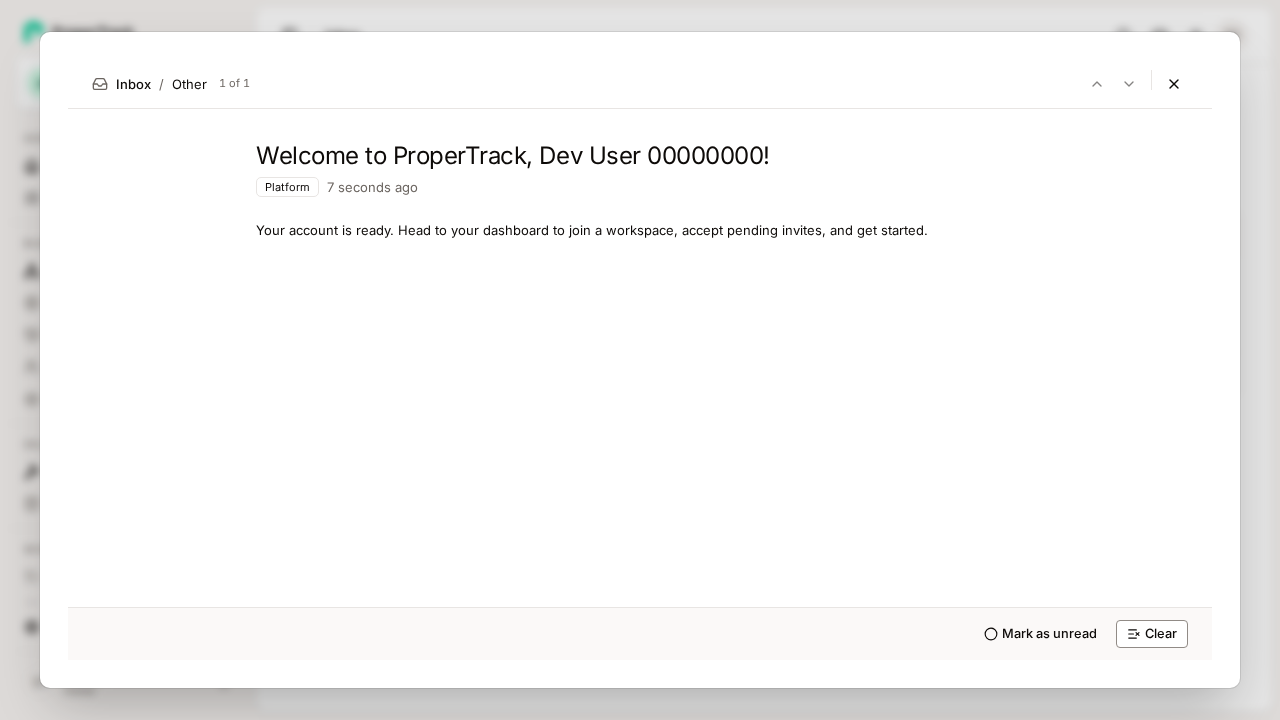 Inbox / Other 1 of 1
Welcome to ProperTrack, Dev User 00000000!
Platform 7 seconds ago
Your account is ready. Head to your dashboard to join a workspace, accept pending invites, and get started.
Mark as unread Clear